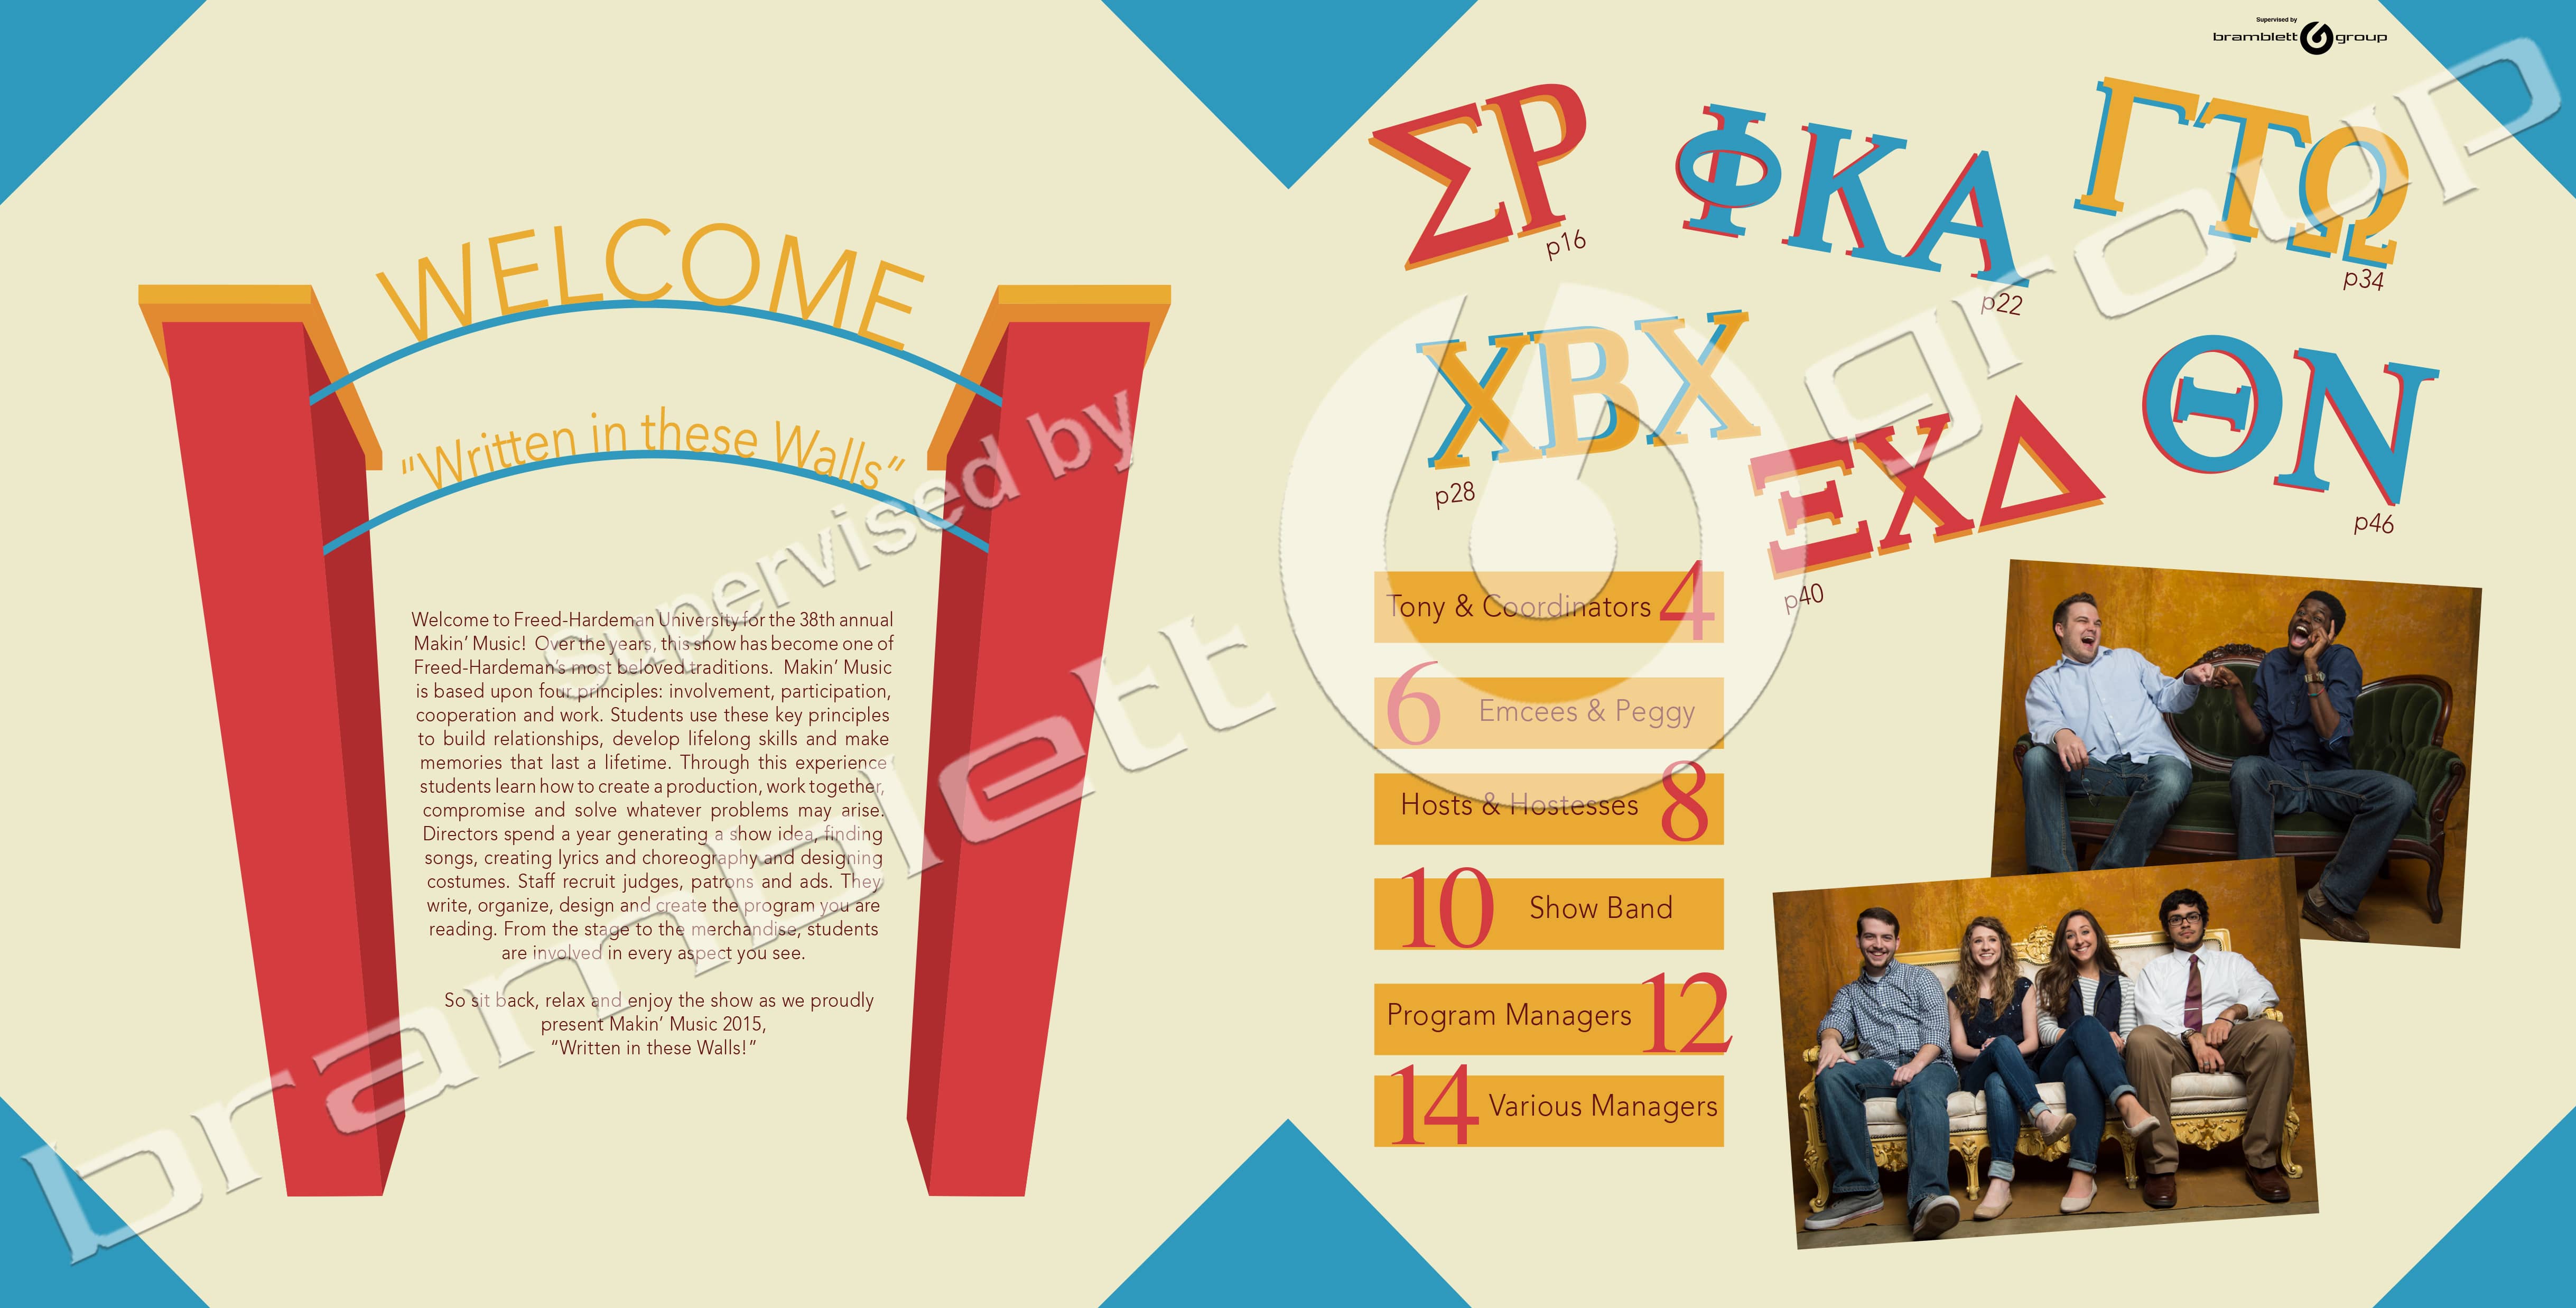 WELCOME
“Written in these Walls”
Welcome to Freed-Hardeman University for the 38th annual
Makin’ Music! Over the years, this show has become one of
Freed-Hardeman’s most beloved traditions. Makin’ Music
is based upon four principles: involvement, participation,
cooperation and work. Students use these key principles
to build relationships, develop lifelong skills and make
memories that last a lifetime. Through this experience
students learn how to create a production, work together,
compromise and solve whatever problems may arise.
Directors spend a year generating a show idea, finding
songs, creating lyrics and choreography and designing
costumes. Staff recruit judges, patrons and ads. They
write, organize, design and create the program you are
reading. From the stage to the merchandise, students
are involved in every aspect you see.
So sit back, relax and enjoy the show as we proudly
present Makin’ Music 2015,
“Written in these Walls!”
Supervised by
bramblett group
ΣΡ
p16
ΦΚΑ
p22
ΓΤΩ
p34
ΧΒΧ
p28
ΞΧΔ
p40
ΘΝ
p46
Tony & Coordinators 4
6 Emcees & Peggy
Hosts & Hostesses 8
10 Show Band
Program Managers 12
14 Various Managers
Supervised by
bramblett group